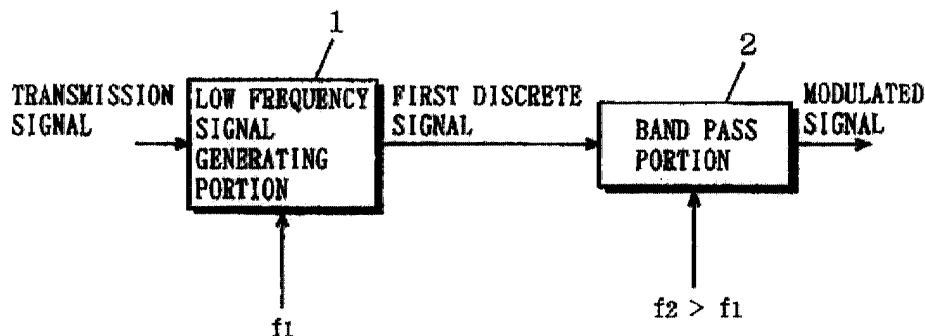 1
2
TRANSMISSION
SIGNAL
LOW FREQUENCY
SIGNAL
GENERATING
PORTION
FIRST DISCRETE
SIGNAL
BAND PASS
PORTION
MODULATED
SIGNAL
f1
f2 > f1